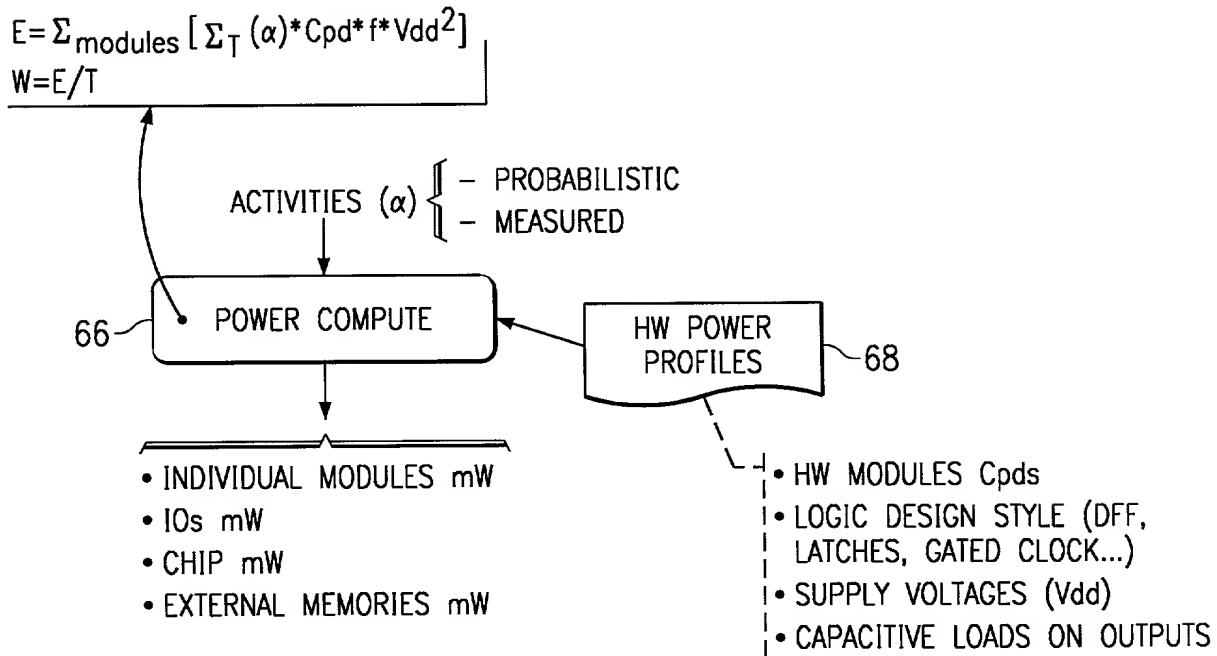 E=Σmodules[ΣT(α)*Cpd*f*Vdd²]
W=E/T
ACTIVITIES (α)
– PROBABILISTIC
– MEASURED
66
POWER COMPUTE
HW POWER
PROFILES
68
• INDIVIDUAL MODULES mW
• IOs mW
• CHIP mW
• EXTERNAL MEMORIES mW
• HW MODULES Cpds
• LOGIC DESIGN STYLE (DFF,
LATCHES, GATED CLOCK...)
• SUPPLY VOLTAGES (Vdd)
• CAPACITIVE LOADS ON OUTPUTS